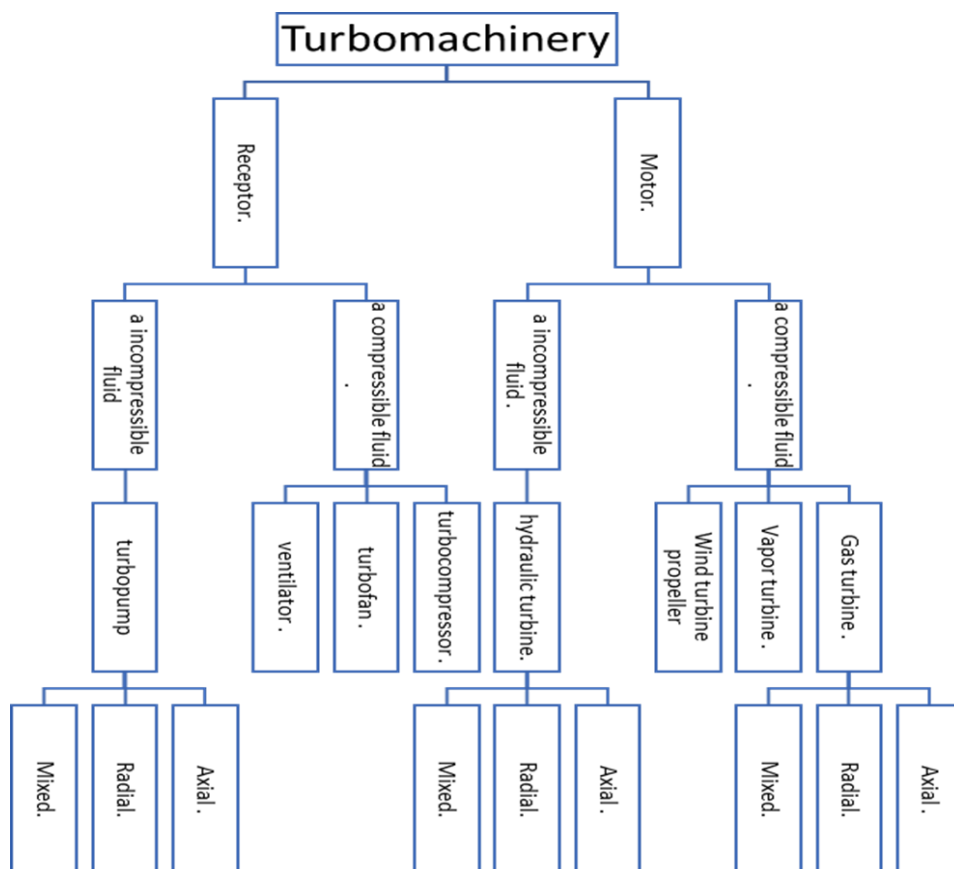 Turbomachinery
Receptor.
Motor.
a incompressible
fluid
a compressible fluid
.
a incompressible
fluid .
a compressible fluid
.
turbopump
ventilator .
turbofan .
turbocompressor.
hydraulic turbine.
Wind turbine
propeller
Vapor turbine .
Gas turbine .
Mixed.
Radial.
Axial .
Mixed.
Radial.
Axial .
Mixed.
Radial.
Axial .